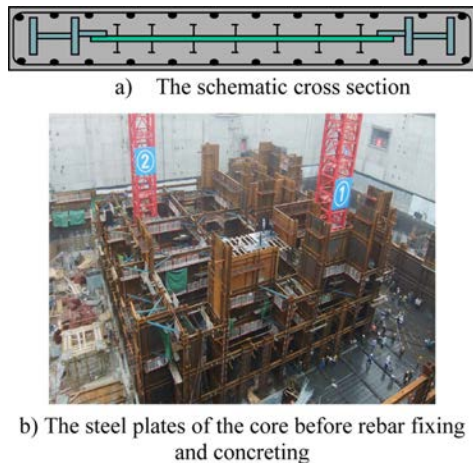 a) The schematic cross section
2
1
b) The steel plates of the core before rebar fixing
and concreting